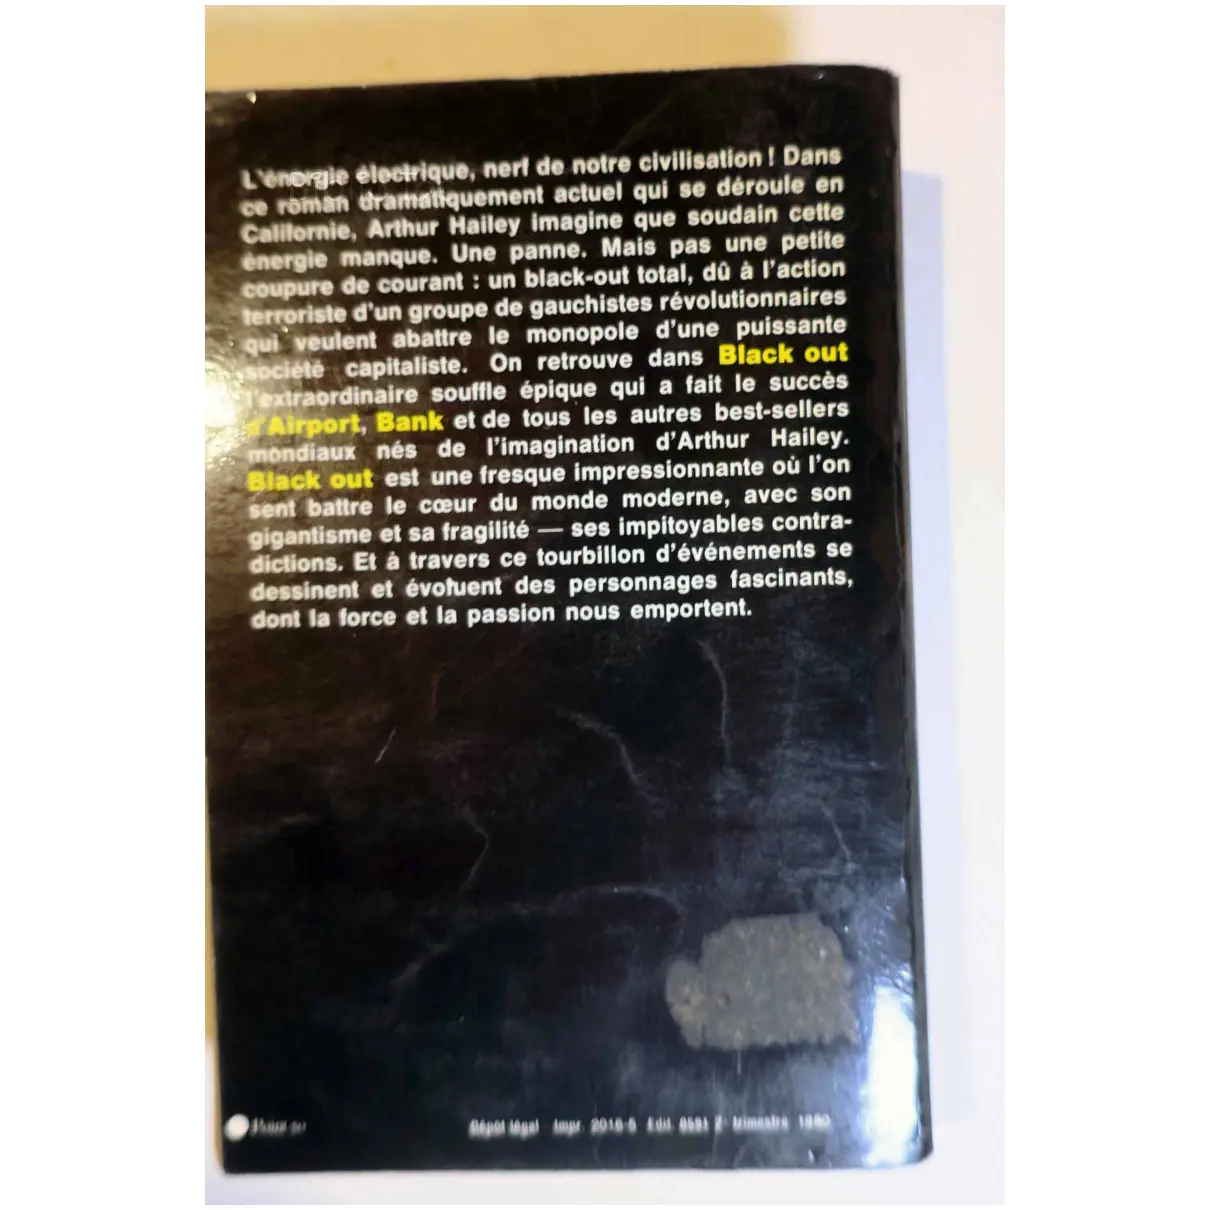 L'énergie électrique, nerf de notre civilisation ! Dans
ce roman dramatiquement actuel qui se déroule en
Californie, Arthur Hailey imagine que soudain cette
énergie manque. Une panne. Mais pas une petite
coupure de courant : un black-out total, dû à l'action
terroriste d'un groupe de gauchistes révolutionnaires
qui veulent abattre le monopole d'une puissante
société capitaliste. On retrouve dans Black out
l'extraordinaire souffle épique qui a fait le succès
d'Airport, Bank et de tous les autres best-sellers
mondiaux nés de l'imagination d'Arthur Hailey.
Black out est une fresque impressionnante où l'on
sent battre le cœur du monde moderne, avec son
gigantisme et sa fragilité — ses impitoyables contra-
dictions. Et à travers ce tourbillon d'événements se
dessinent et évoluent des personnages fascinants,
dont la force et la passion nous emportent.
Dépôt légal Impr. 2016-5 Edit. 2e trimestre 1980